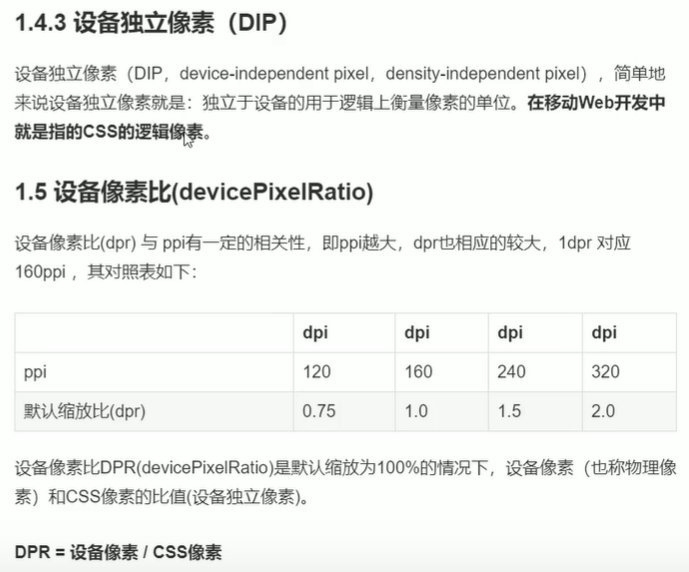 1.4.3 设备独立像素（DIP）
设备独立像素（DIP，device-independent pixel，density-independent pixel），简单地
来说设备独立像素就是：独立于设备的用于逻辑上衡量像素的单位。在移动Web开发中
就是指的CSS的逻辑像素。
1.5 设备像素比(devicePixelRatio)
设备像素比(dpr) 与 ppi有一定的相关性，即ppi越大，dpr也相应的较大，1dpr 对应
160ppi ，其对照表如下：
dpi dpi dpi dpi
ppi 120 160 240 320
默认缩放比(dpr) 0.75 1.0 1.5 2.0
设备像素比DPR(devicePixelRatio)是默认缩放为100%的情况下，设备像素（也称物理像
素）和CSS像素的比值(设备独立像素)。
DPR = 设备像素 / CSS像素